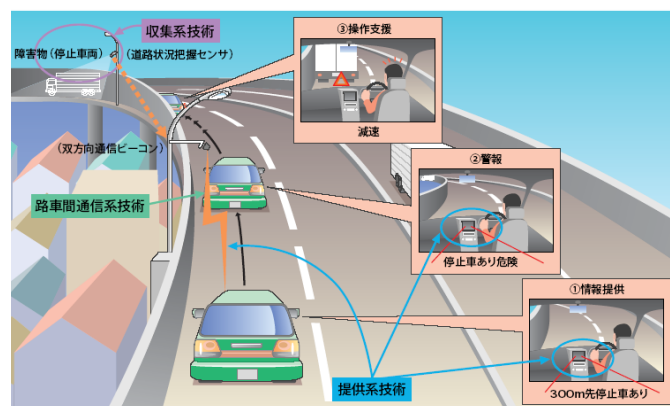 収集系技術
障害物(停止車両)
(道路状況把握センサ)
③操作支援
減速
(双方向通信ビーコン)
②警報
停止車あり危険
路車間通信系技術
①情報提供
300m先停止車あり
提供系技術